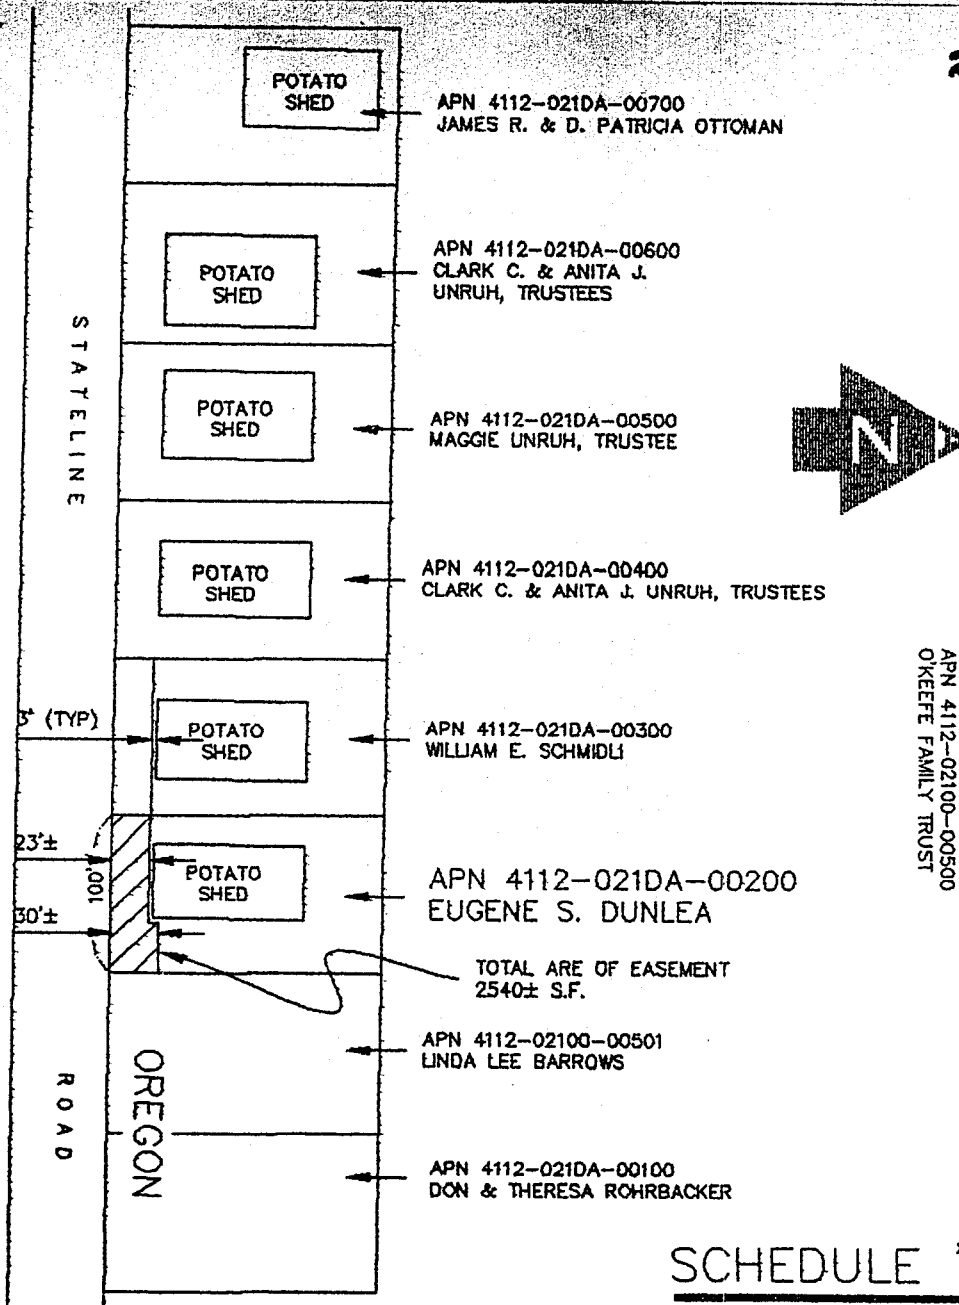 POTATO
SHED
APN 4112-021DA-00700
JAMES R. & D. PATRICIA OTTOMAN
POTATO
SHED
APN 4112-021DA-00600
CLARK C. & ANITA J.
UNRUH, TRUSTEES
STATELINE
POTATO
SHED
APN 4112-021DA-00500
MAGGIE UNRUH, TRUSTEE
N
POTATO
SHED
APN 4112-021DA-00400
CLARK C. & ANITA J. UNRUH, TRUSTEES
APN 4112-02100-00500
O'KEEFE FAMILY TRUST
3' (TYP)
POTATO
SHED
APN 4112-021DA-00300
WILLIAM E. SCHMIDLI
23'±
100'
30'±
POTATO
SHED
APN 4112-021DA-00200
EUGENE S. DUNLEA
TOTAL ARE OF EASEMENT
2540± S.F.
APN 4112-02100-00501
LINDA LEE BARROWS
ROAD
OREGON
APN 4112-021DA-00100
DON & THERESA ROHRBACKER
SCHEDULE